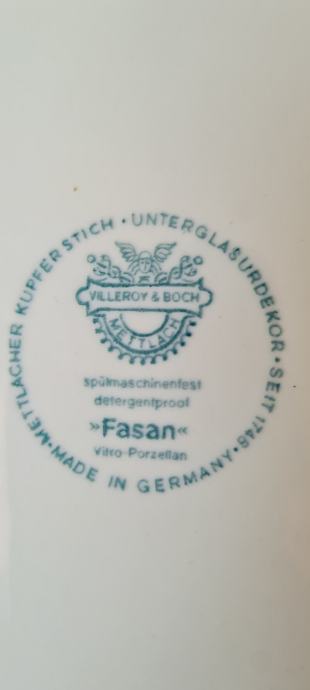 METTLACHER KUPFERSTICH · UNTERGLASURDEKOR · SEIT 1748 · MADE IN GERMANY ·
VILLEROY & BOCH
METTLACH
spülmaschinenfest
detergentproof
»Fasan«
Vitro-Porzellan